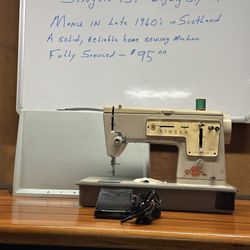 Made in Late 1960's in Scotland
A solid, reliable home sewing machine
Fully Serviced - $95.00
SINGER